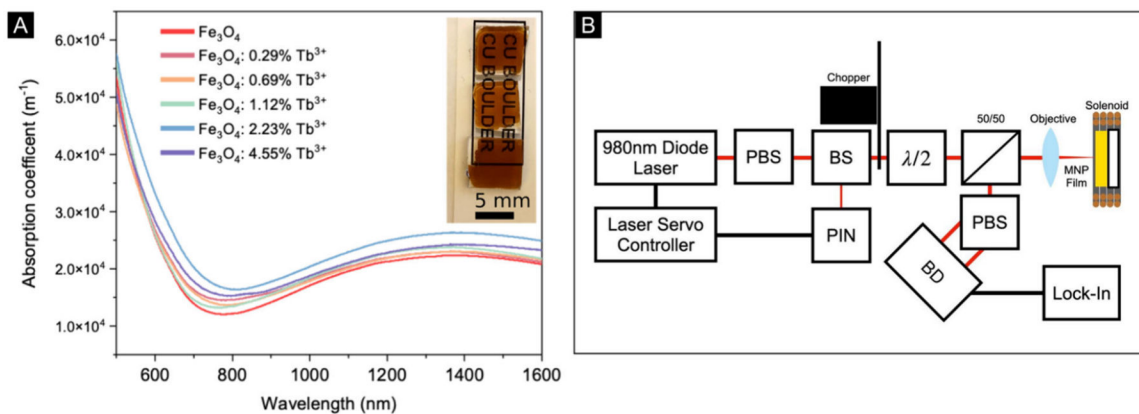 A
6.0×10⁴
5.0×10⁴
4.0×10⁴
3.0×10⁴
2.0×10⁴
1.0×10⁴
Absorption coefficent (m⁻¹)
600
800
1000
1200
1400
1600
Wavelength (nm)
Fe₃O₄
Fe₃O₄: 0.29% Tb³⁺
Fe₃O₄: 0.69% Tb³⁺
Fe₃O₄: 1.12% Tb³⁺
Fe₃O₄: 2.23% Tb³⁺
Fe₃O₄: 4.55% Tb³⁺
CU BOULDER
CU BOULDER
5 mm
B
Chopper
980nm Diode
Laser
PBS
BS
λ/2
50/50
Objective
Solenoid
MNP
Film
Laser Servo
Controller
PIN
PBS
BD
Lock-In